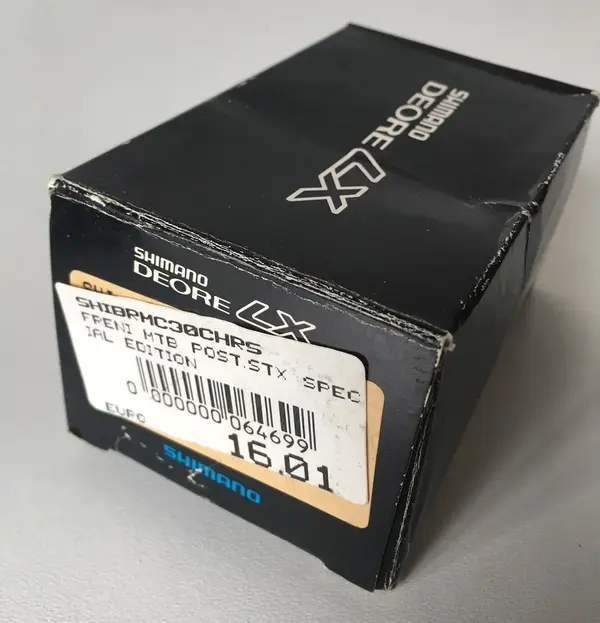 SHIMANO
DEORE LX
SHIMANO
DEORE LX
SHIBRMC30CHRS
FRENI MTB POST.STX SPEC
IAL EDITION
0 000000 064699
EURO 16.01
SHIMANO